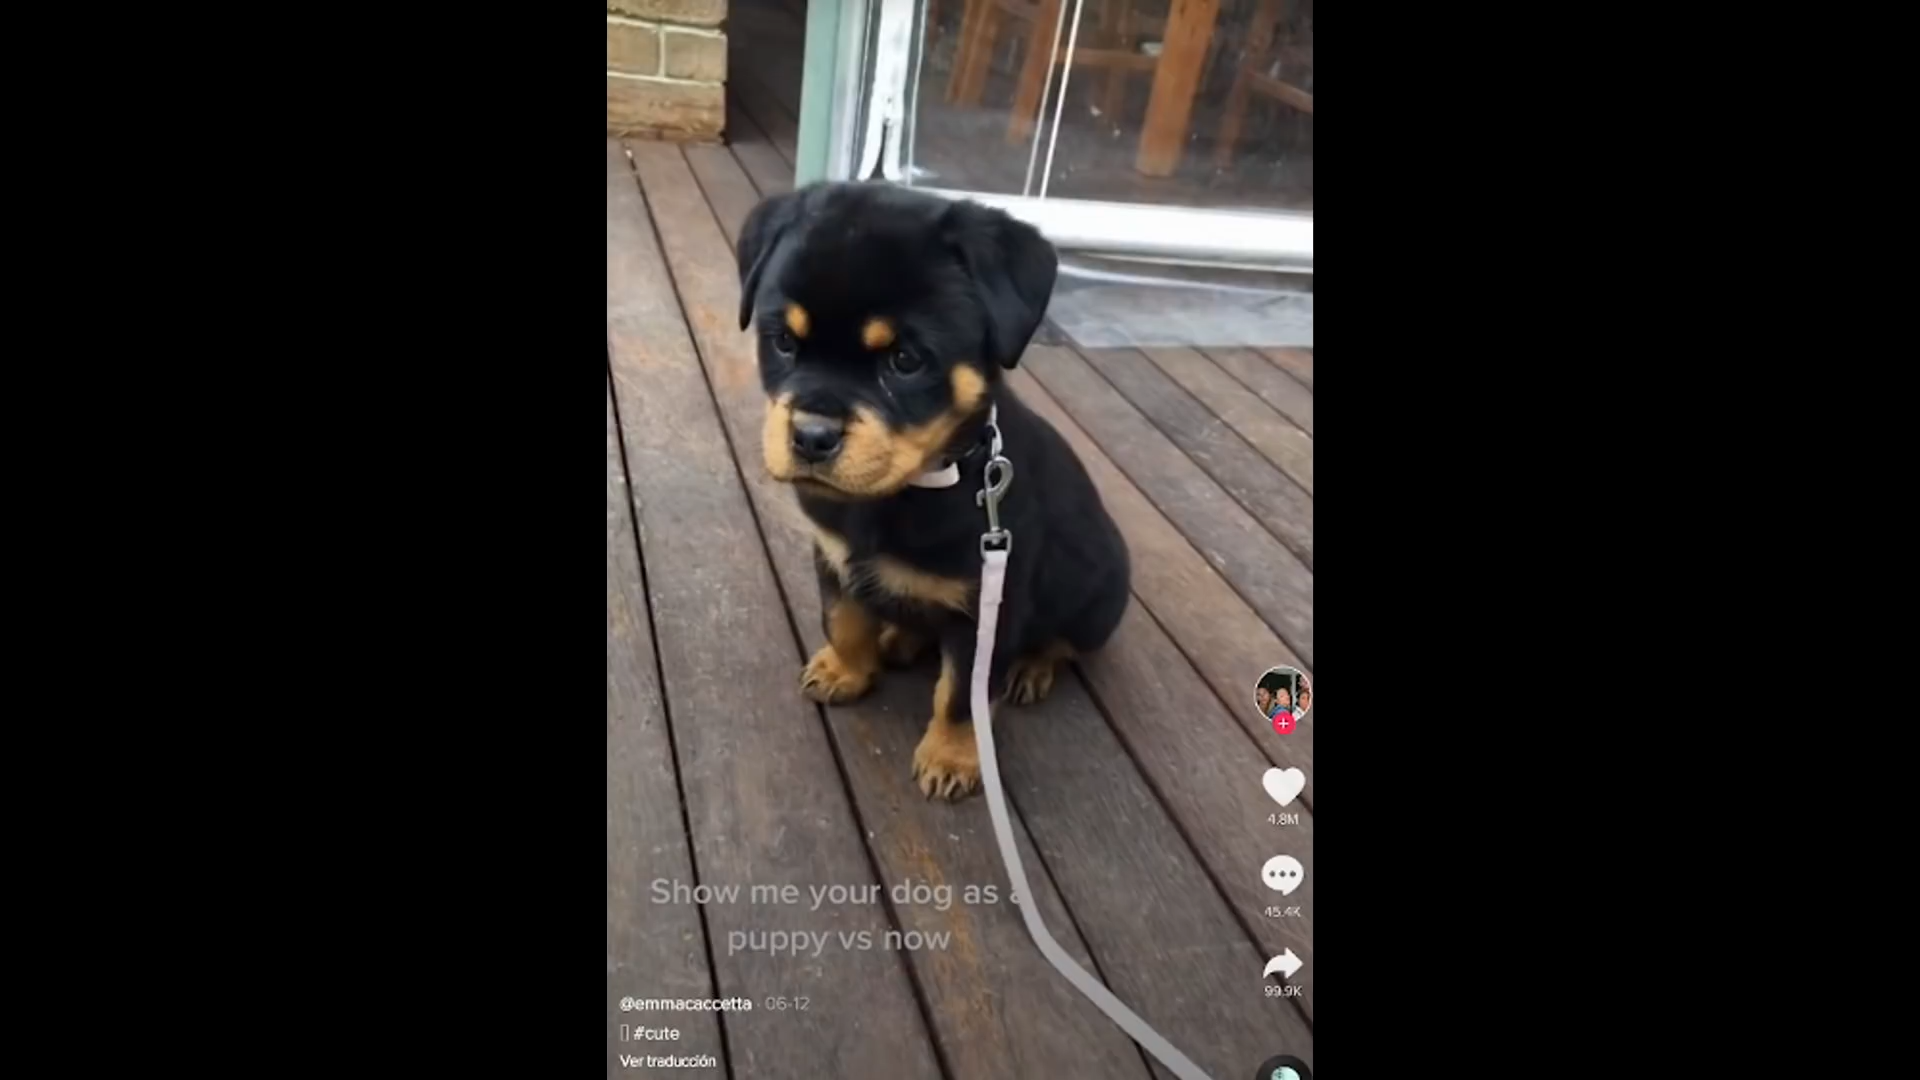 Show me your dog as a
puppy vs now
4.8M
45.4K
99.9K
@emmacaccetta · 06-12
#cute
Ver traducción